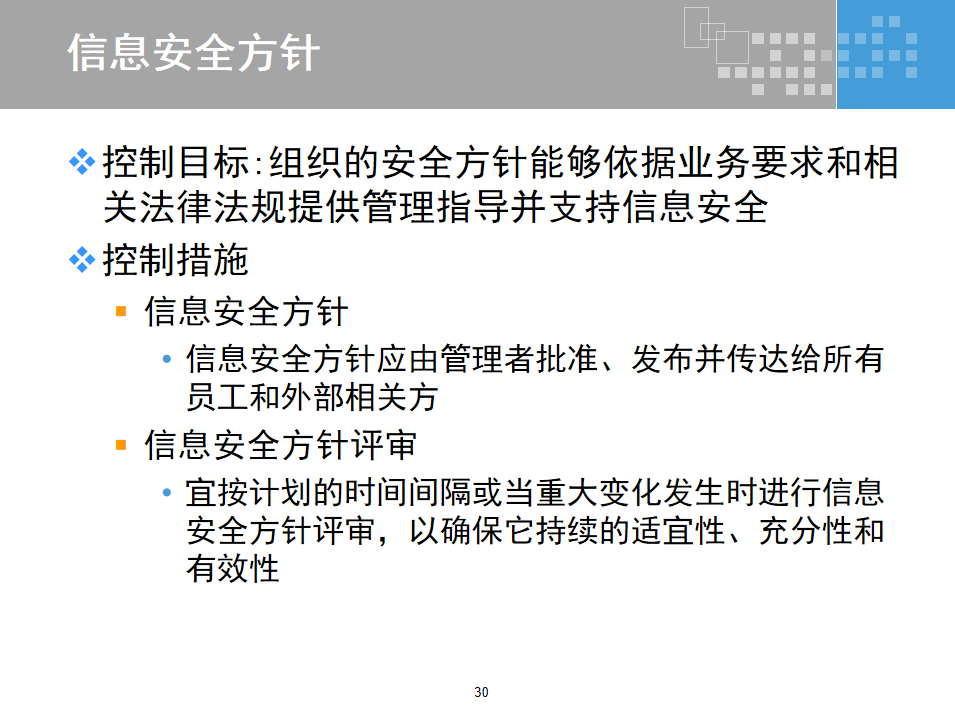 信息安全方针
控制目标:组织的安全方针能够依据业务要求和相
关法律法规提供管理指导并支持信息安全
控制措施
信息安全方针
信息安全方针应由管理者批准、发布并传达给所有
员工和外部相关方
信息安全方针评审
宜按计划的时间间隔或当重大变化发生时进行信息
安全方针评审，以确保它持续的适宜性、充分性和
有效性
30